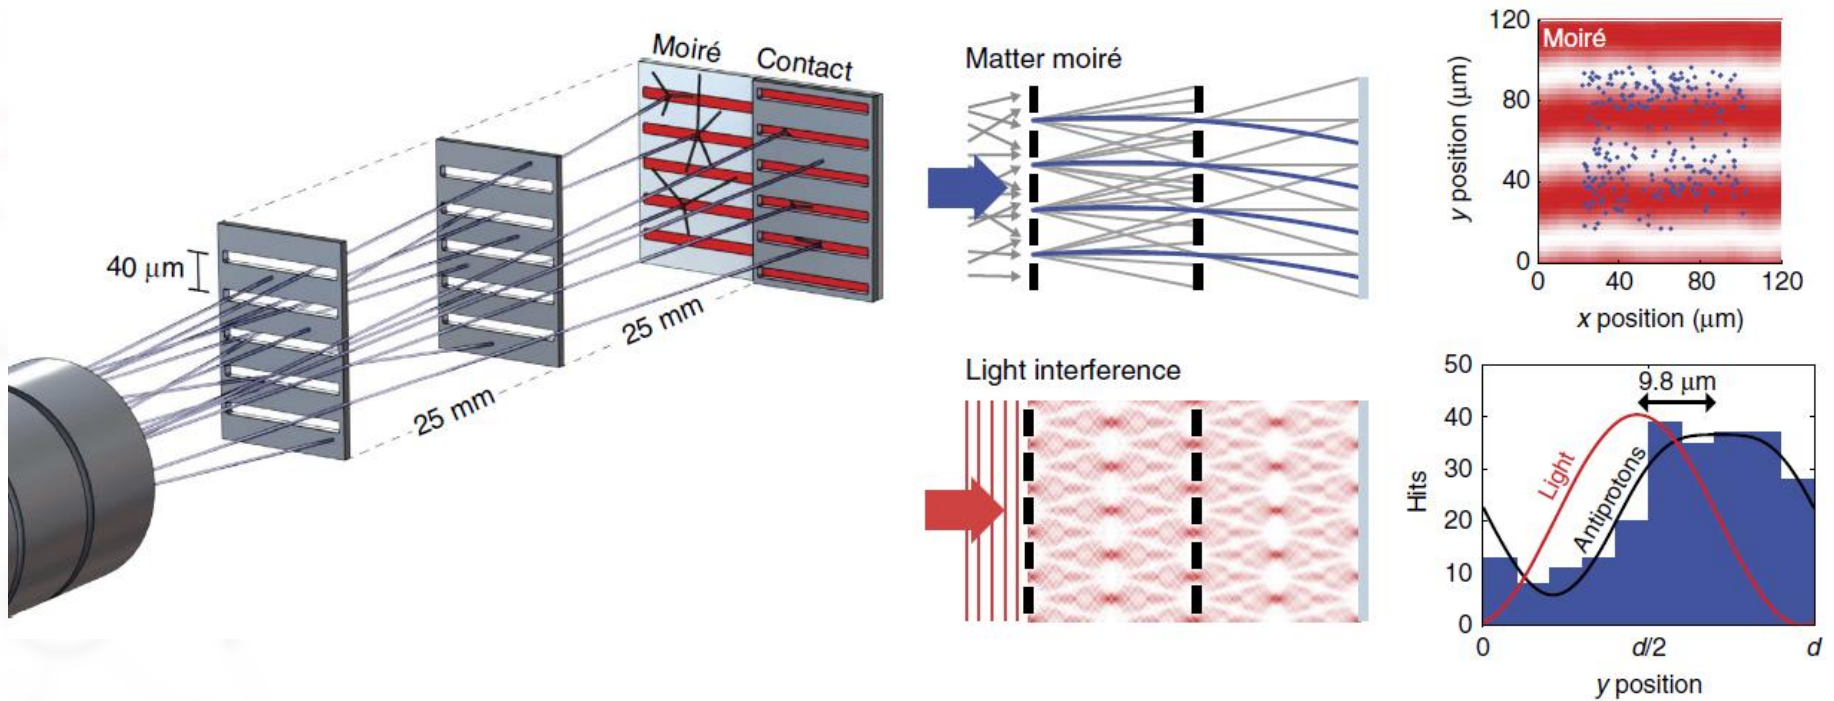 Moiré
Contact
40 μm
25 mm
25 mm
Matter moiré
Light interference
Moiré
120
80
40
0
y position (μm)
0 40 80 120
x position (μm)
50
40
30
20
10
0
Hits
9.8 μm
Light
Antiprotons
0 d/2 d
y position